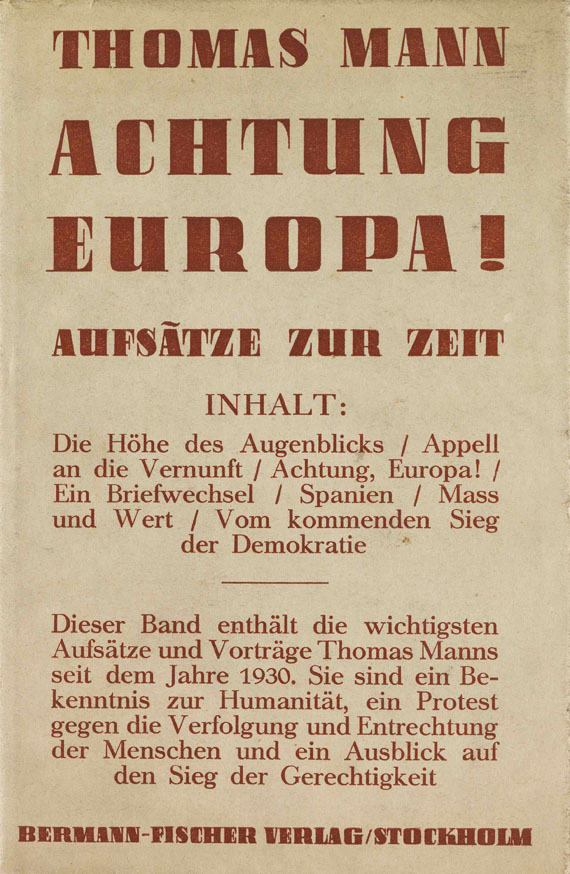 THOMAS MANN
ACHTUNG
EUROPA!
AUFSÄTZE ZUR ZEIT
INHALT:
Die Höhe des Augenblicks / Appell
an die Vernunft / Achtung, Europa! /
Ein Briefwechsel / Spanien / Mass
und Wert / Vom kommenden Sieg
der Demokratie
Dieser Band enthält die wichtigsten
Aufsätze und Vorträge Thomas Manns
seit dem Jahre 1930. Sie sind ein Be-
kenntnis zur Humanität, ein Protest
gegen die Verfolgung und Entrechtung
der Menschen und ein Ausblick auf
den Sieg der Gerechtigkeit
BERMANN-FISCHER VERLAG/STOCKHOLM